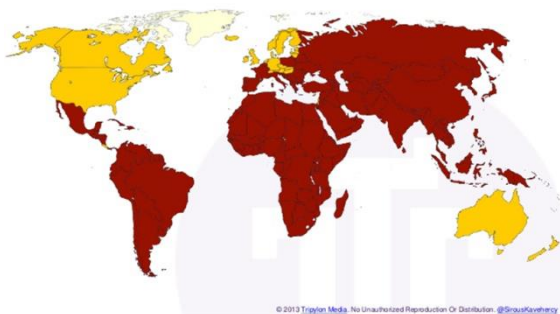 © 2013 Tripylon Media. No Unauthorized Reproduction Or Distribution. @SirousKavehercy